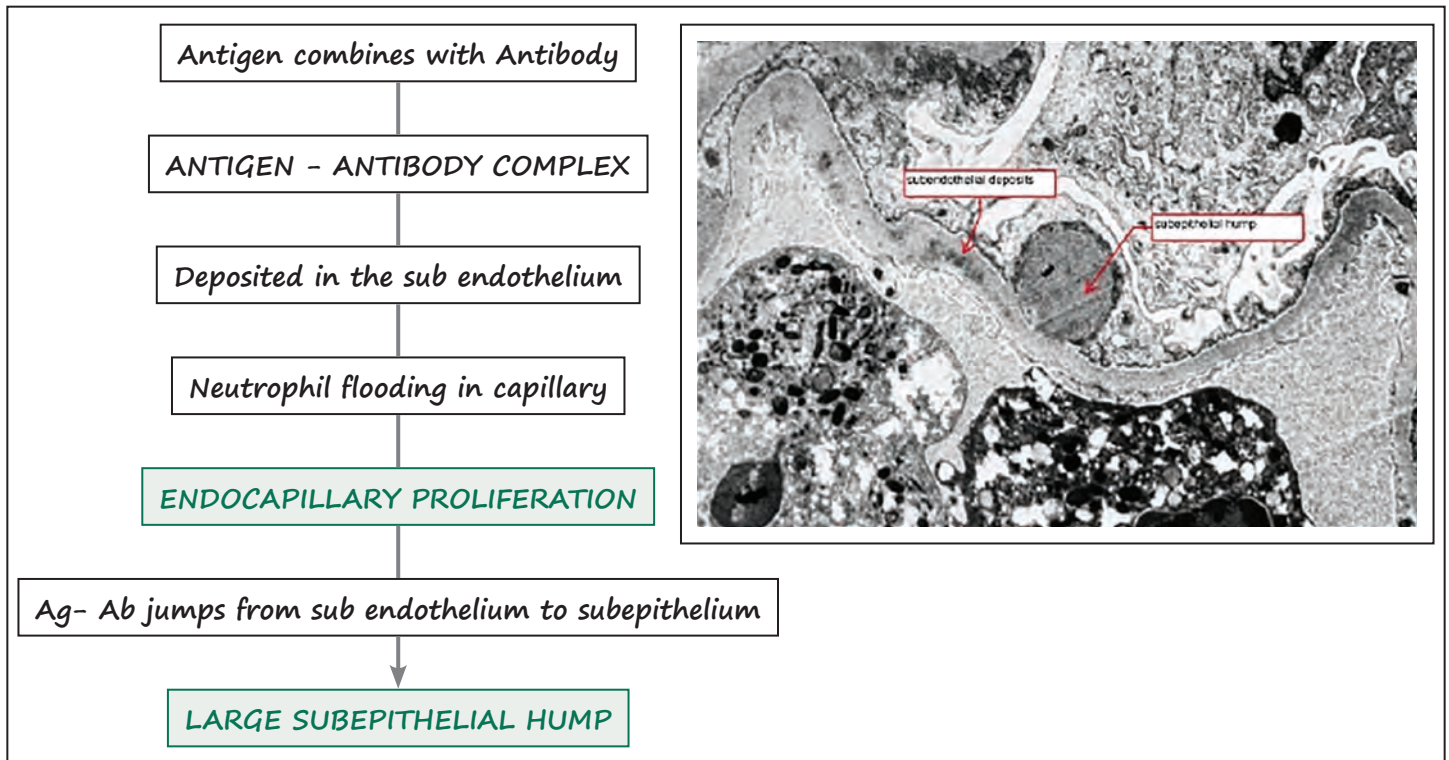 Antigen combines with Antibody
ANTIGEN - ANTIBODY COMPLEX
Deposited in the sub endothelium
Neutrophil flooding in capillary
ENDOCAPILLARY PROLIFERATION
Ag- Ab jumps from sub endothelium to subepithelium
LARGE SUBEPITHELIAL HUMP
subendothelial deposits
subepithelial hump